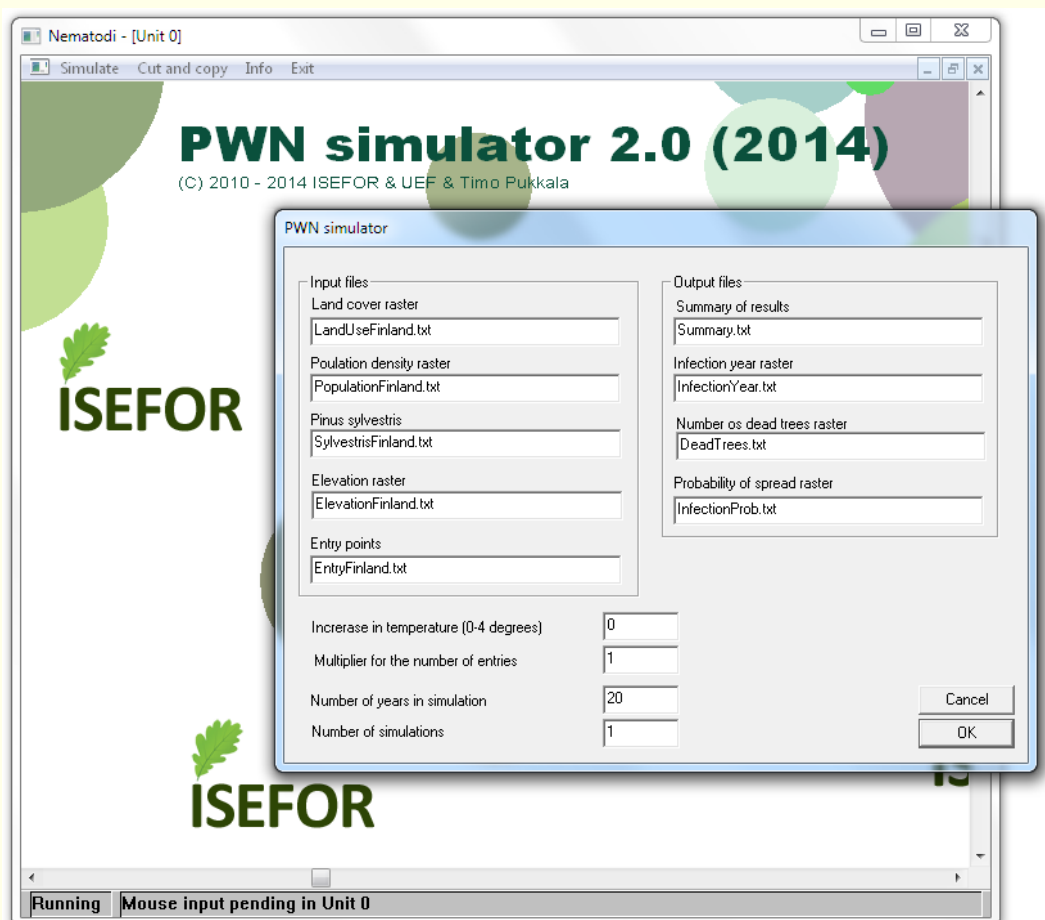 Nematodi - [Unit 0]
Simulate Cut and copy Info Exit
PWN simulator 2.0 (2014)
(C) 2010 - 2014 ISEFOR & UEF & Timo Pukkala
PWN simulator
Input files
Land cover raster
LandUseFinland.txt
Poulation density raster
PopulationFinland.txt
Pinus sylvestris
SylvestrisFinland.txt
Elevation raster
ElevationFinland.txt
Entry points
EntryFinland.txt
Output files
Summary of results
Summary.txt
Infection year raster
InfectionYear.txt
Number os dead trees raster
DeadTrees.txt
Probability of spread raster
InfectionProb.txt
Increrase in temperature (0-4 degrees) 0
Multiplier for the number of entries 1
Number of years in simulation 20
Number of simulations 1
Cancel
OK
ISEFOR
ISEFOR
Running Mouse input pending in Unit 0